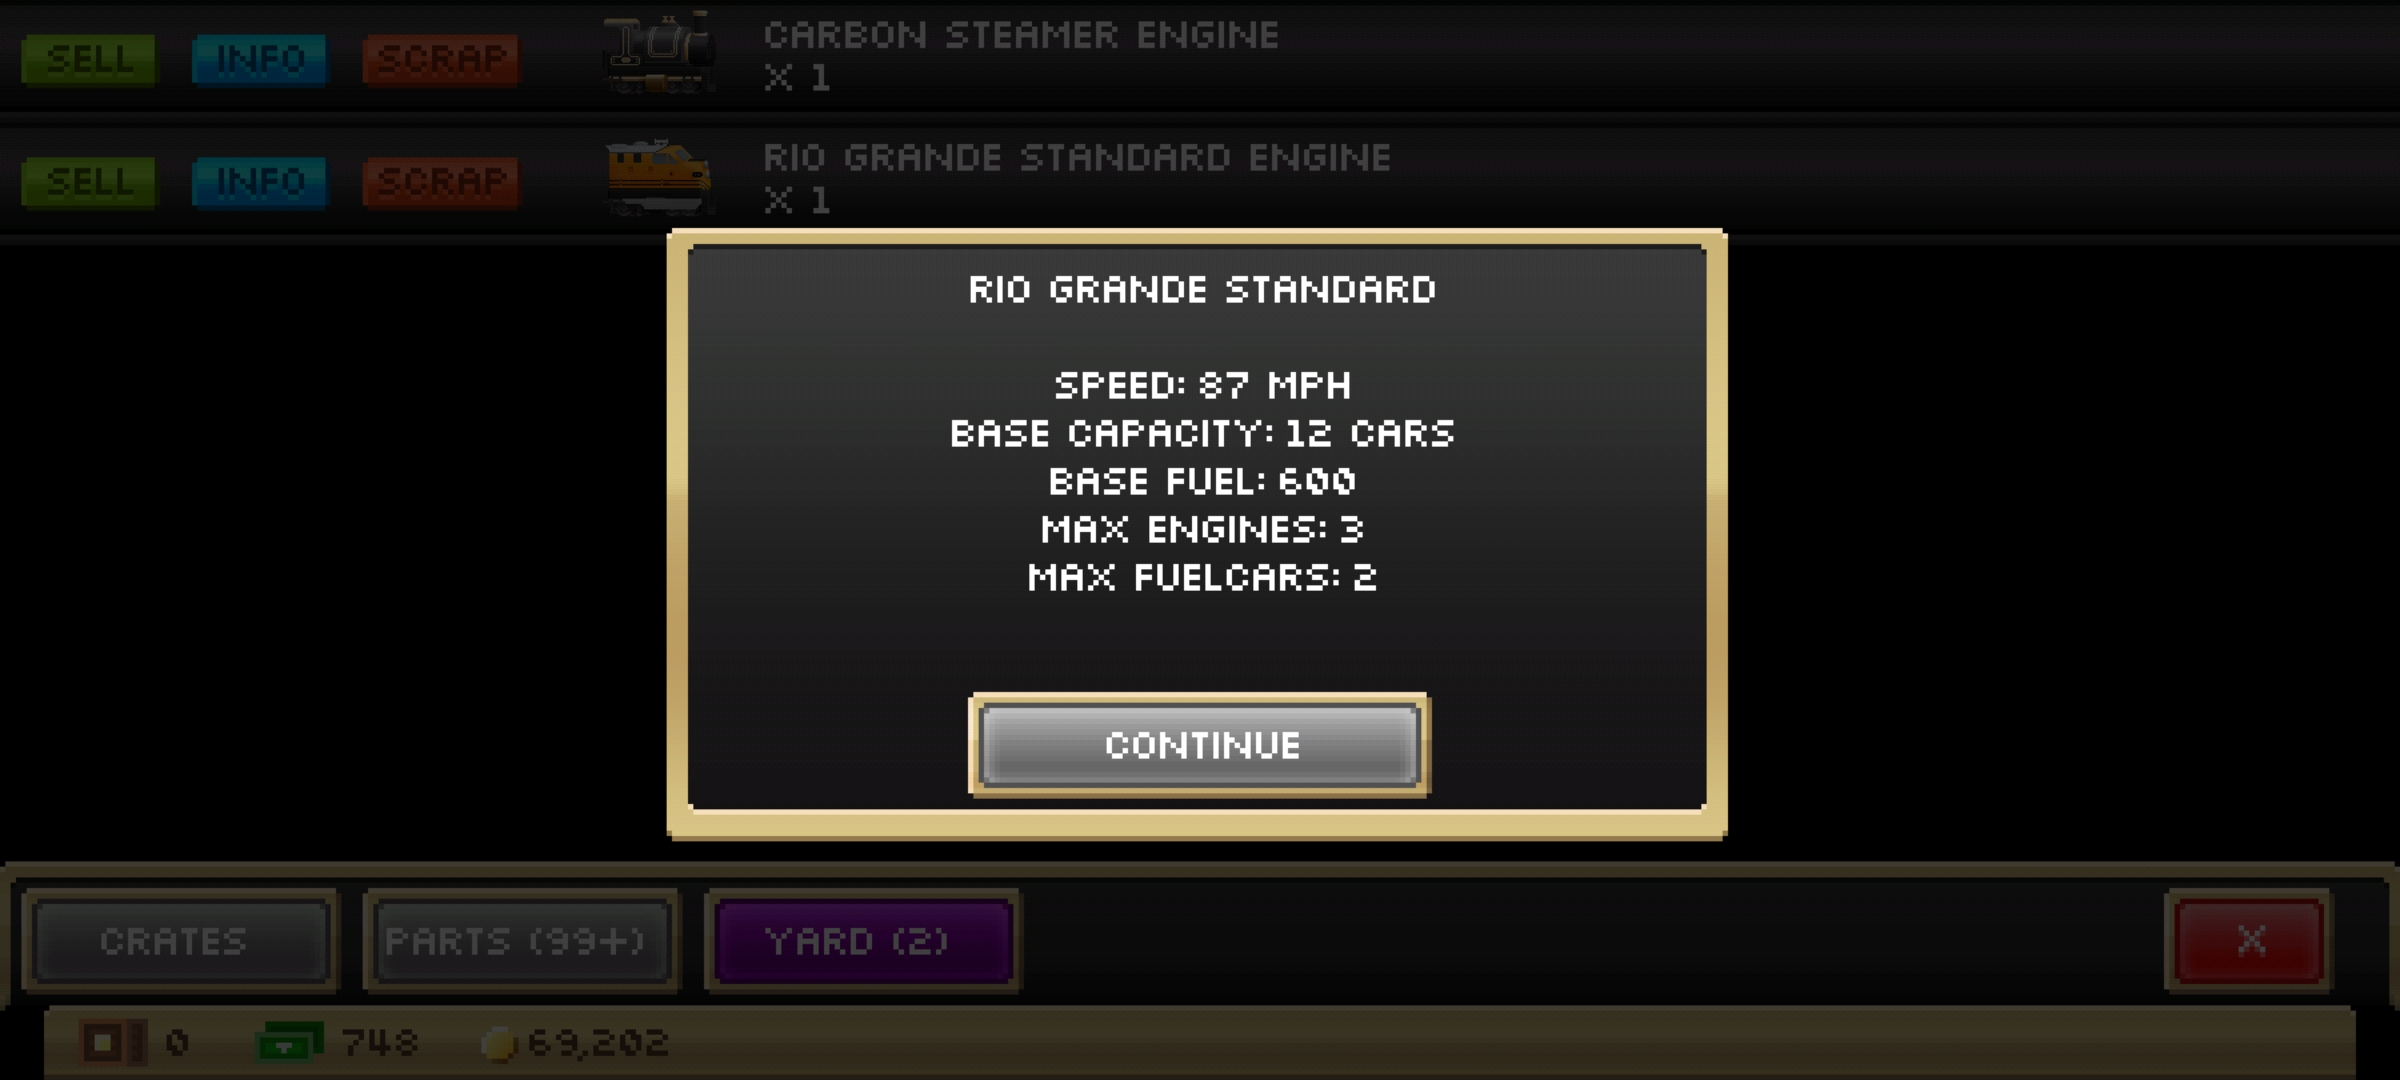 SELL INFO SCRAP CARBON STEAMER ENGINE
X 1
SELL INFO SCRAP RIO GRANDE STANDARD ENGINE
X 1
RIO GRANDE STANDARD
SPEED: 87 MPH
BASE CAPACITY: 12 CARS
BASE FUEL: 600
MAX ENGINES: 3
MAX FUELCARS: 2
CONTINUE
CRATES PARTS (99+) YARD (2) X
0 748 69,202